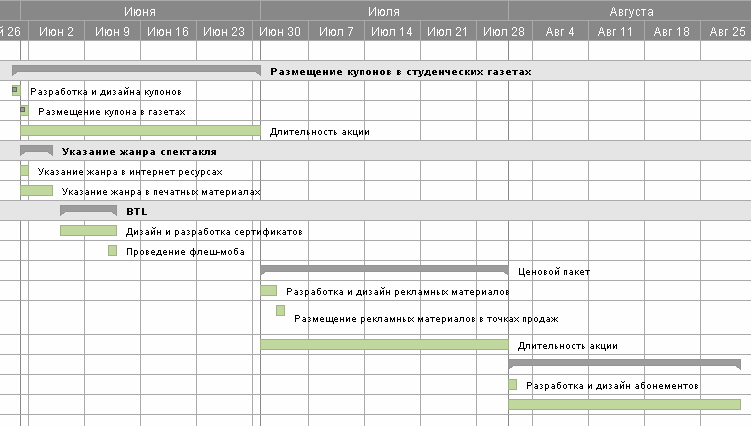 Июня Июля Августа
й 26 Июн 2 Июн 9 Июн 16 Июн 23 Июн 30 Июл 7 Июл 14 Июл 21 Июл 28 Авг 4 Авг 11 Авг 18 Авг 25
Размещение купонов в студенческих газетах
Разработка и дизайна купонов
Размещение купона в газетах
Длительность акции
Указание жанра спектакля
Указание жанра в интернет ресурсах
Указание жанра в печатных материалах
BTL
Дизайн и разработка сертификатов
Проведение флеш-моба
Ценовой пакет
Разработка и дизайн рекламных материалов
Размещение рекламных материалов в точках продаж
Длительность акции
Разработка и дизайн абонементов